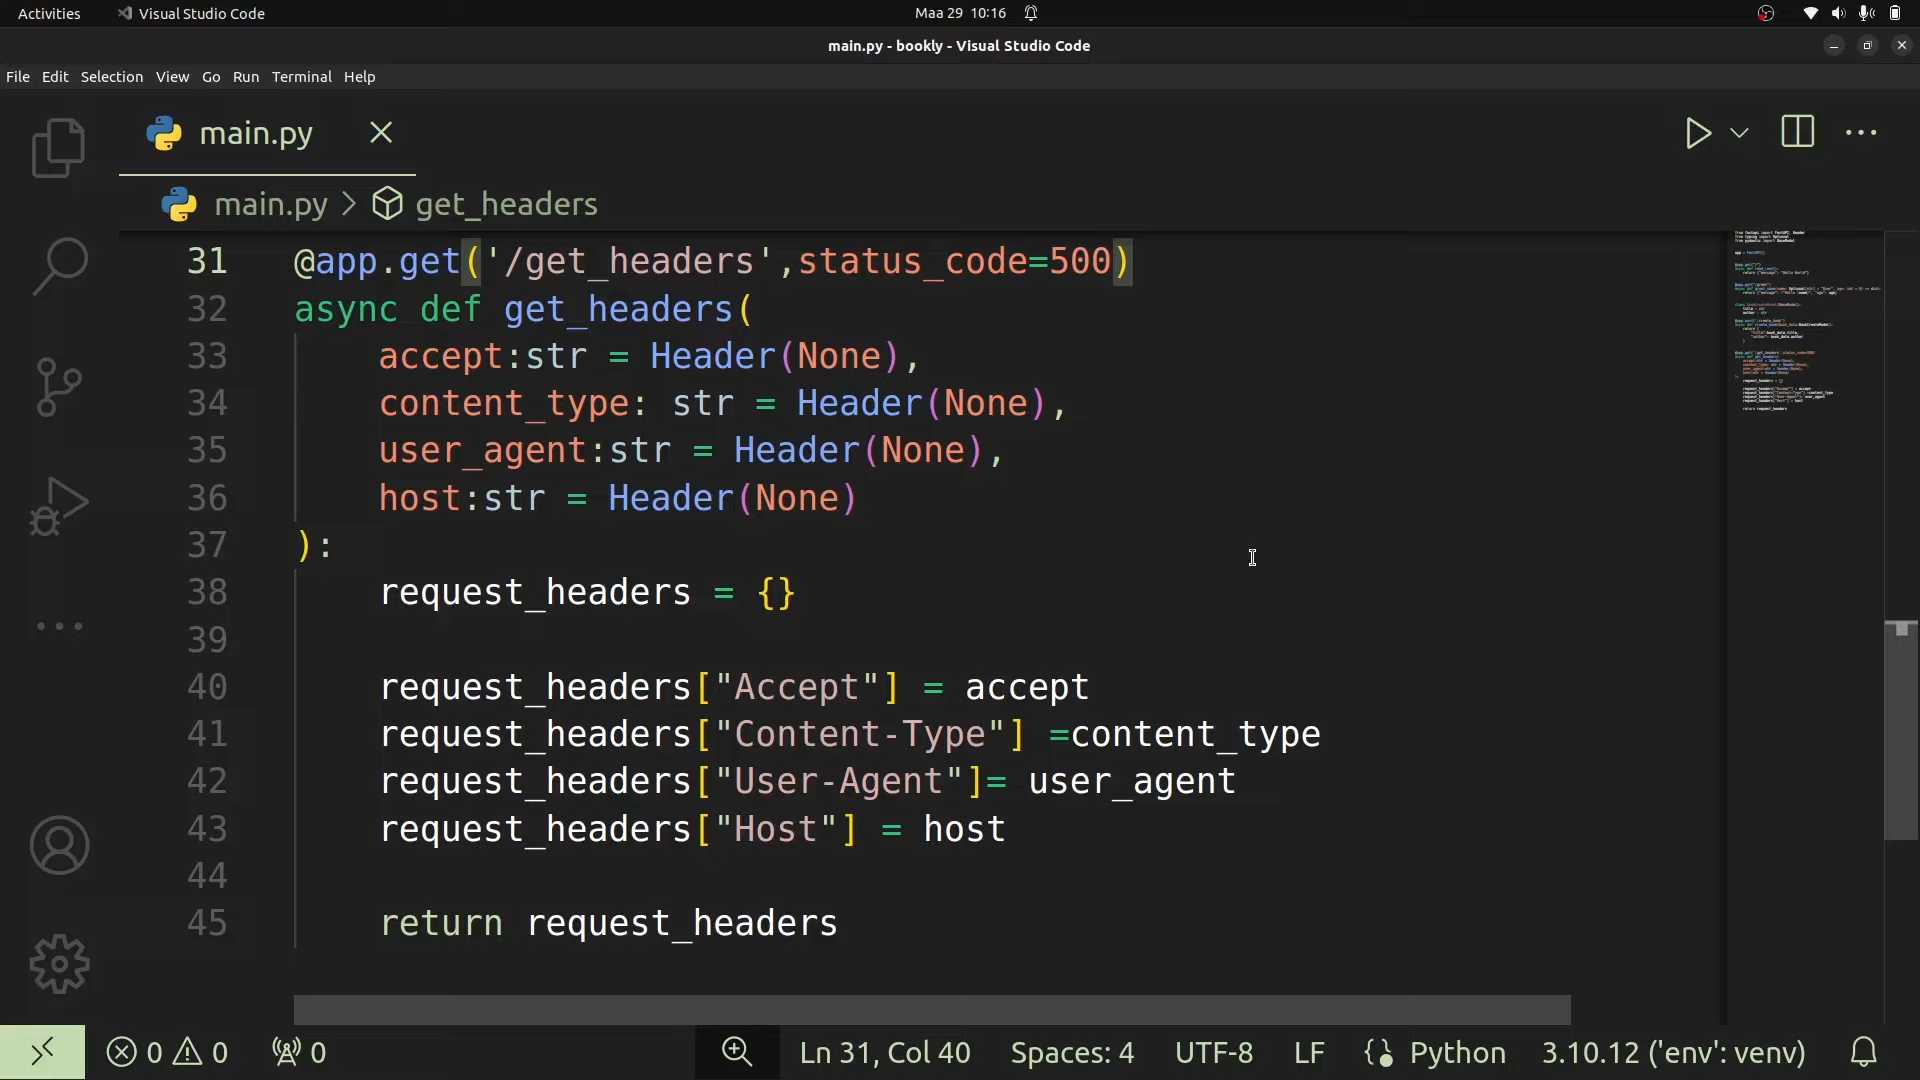 Activities
Visual Studio Code
Maa 29 10:16
main.py - bookly - Visual Studio Code
File Edit Selection View Go Run Terminal Help
main.py
main.py > get_headers
31 @app.get('/get_headers',status_code=500)
32 async def get_headers(
33 accept:str = Header(None),
34 content_type: str = Header(None),
35 user_agent:str = Header(None),
36 host:str = Header(None)
37 ):
38 request_headers = {}
39
40 request_headers["Accept"] = accept
41 request_headers["Content-Type"] =content_type
42 request_headers["User-Agent"]= user_agent
43 request_headers["Host"] = host
44
45 return request_headers
0 0 0 Ln 31, Col 40 Spaces: 4 UTF-8 LF Python 3.10.12 ('env': venv)